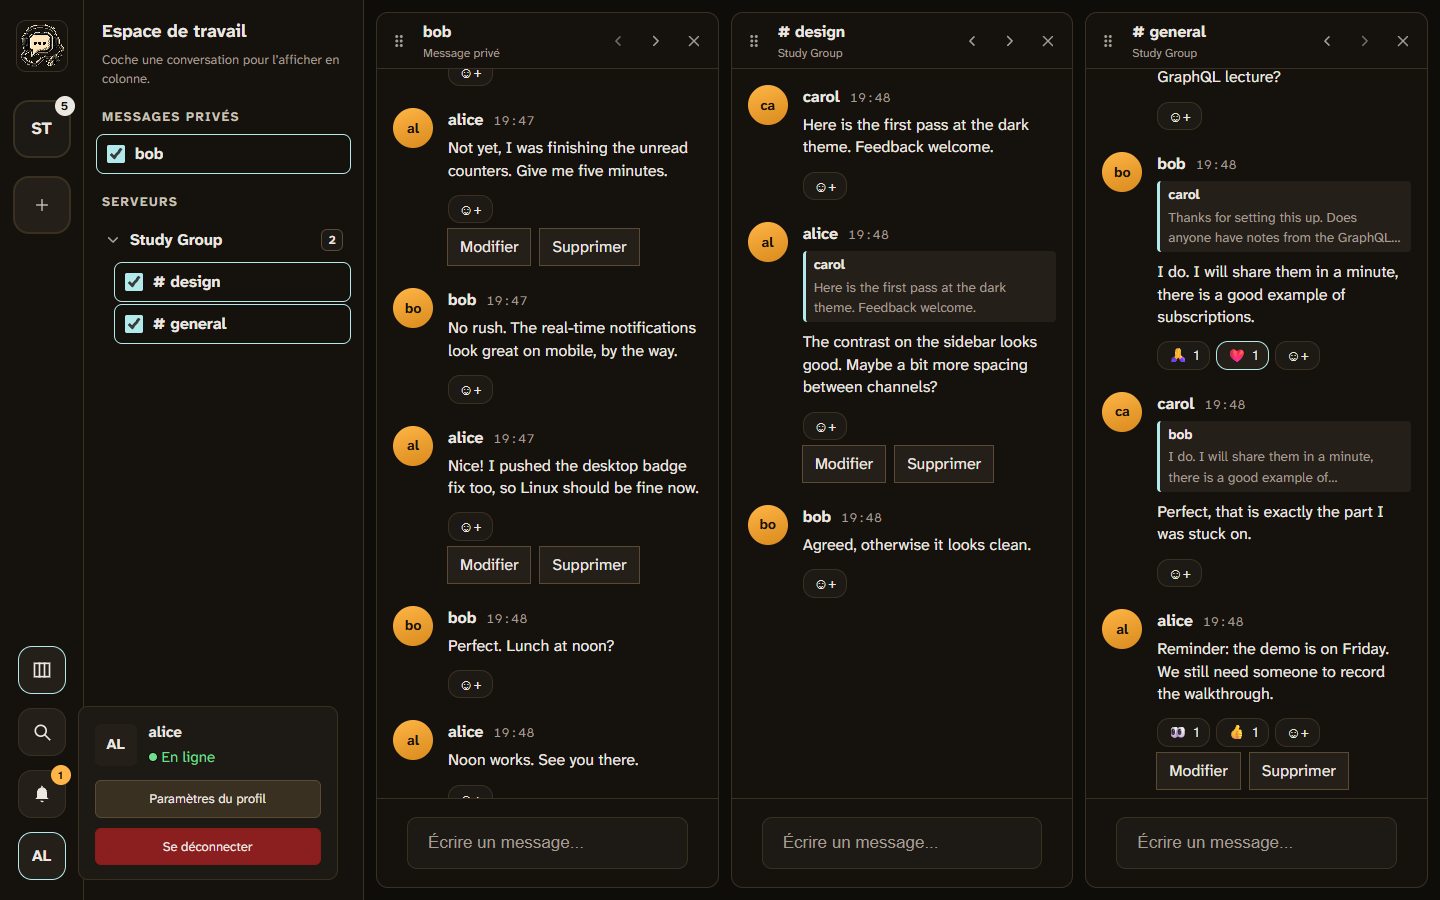 ST
5
+
1
AL
Espace de travail
Coche une conversation pour l'afficher en
colonne.
MESSAGES PRIVÉS
bob
SERVEURS
Study Group
2
# design
# general
AL
alice
En ligne
Paramètres du profil
Se déconnecter
bob
Message privé
☺+
al
alice 19:47
Not yet, I was finishing the unread
counters. Give me five minutes.
☺+
Modifier Supprimer
bo
bob 19:47
No rush. The real-time notifications
look great on mobile, by the way.
☺+
al
alice 19:47
Nice! I pushed the desktop badge
fix too, so Linux should be fine now.
☺+
Modifier Supprimer
bo
bob 19:48
Perfect. Lunch at noon?
☺+
al
alice 19:48
Noon works. See you there.
☺+
Écrire un message...
# design
Study Group
ca
carol 19:48
Here is the first pass at the dark
theme. Feedback welcome.
☺+
al
alice 19:48
carol
Here is the first pass at the dark
theme. Feedback welcome.
The contrast on the sidebar looks
good. Maybe a bit more spacing
between channels?
☺+
Modifier Supprimer
bo
bob 19:48
Agreed, otherwise it looks clean.
☺+
Écrire un message...
# general
Study Group
GraphQL lecture?
☺+
bo
bob 19:48
carol
Thanks for setting this up. Does
anyone have notes from the GraphQL...
I do. I will share them in a minute,
there is a good example of
subscriptions.
🙏 1 ❤️ 1 ☺+
ca
carol 19:48
bob
I do. I will share them in a minute,
there is a good example of...
Perfect, that is exactly the part I
was stuck on.
☺+
al
alice 19:48
Reminder: the demo is on Friday.
We still need someone to record
the walkthrough.
👀 1 👍 1 ☺+
Modifier Supprimer
Écrire un message...